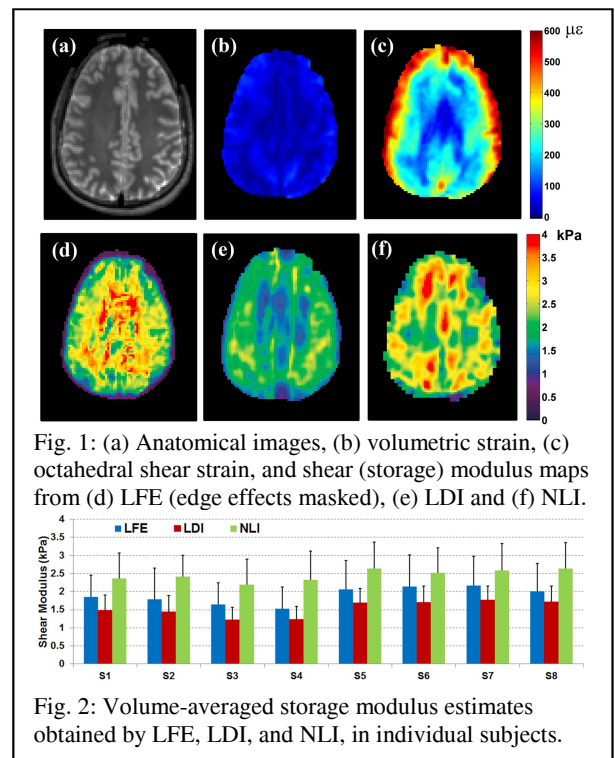 (a) (b) (c) 600 με
500
400
300
200
100
0
(d) (e) (f) 4 kPa
3.5
3
2.5
2
1.5
1
0.5
0
Fig. 1: (a) Anatomical images, (b) volumetric strain, (c)
octahedral shear strain, and shear (storage) modulus maps
from (d) LFE (edge effects masked), (e) LDI and (f) NLI.
LFE LDI NLI
Shear Modulus (kPa)
4
3.5
3
2.5
2
1.5
1
0.5
0
S1 S2 S3 S4 S5 S6 S7 S8
Fig. 2: Volume-averaged storage modulus estimates
obtained by LFE, LDI, and NLI, in individual subjects.